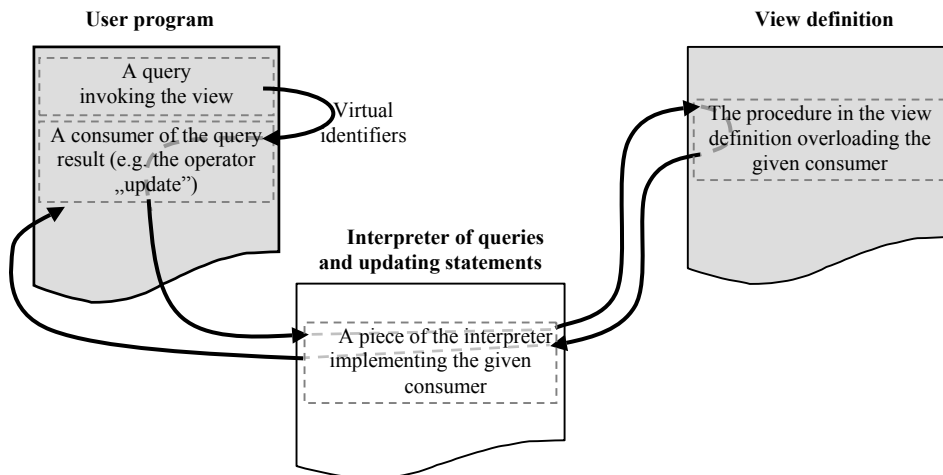 User program
View definition
A query
invoking the view
Virtual
identifiers
A consumer of the query
result (e.g. the operator
„update”)
The procedure in the view
definition overloading the
given consumer
Interpreter of queries
and updating statements
A piece of the interpreter
implementing the given
consumer